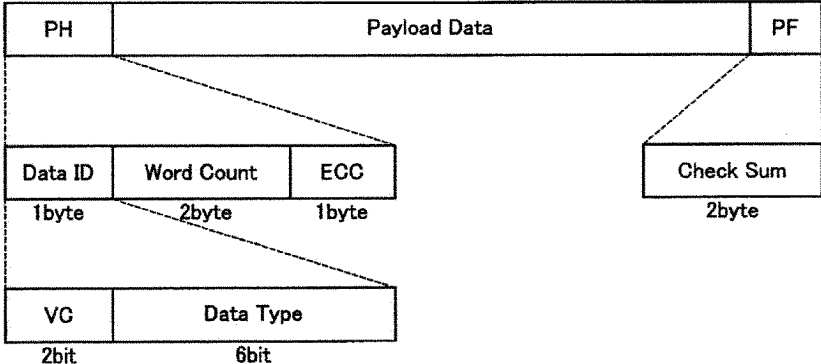 PH Payload Data PF
Data ID Word Count ECC Check Sum
1byte 2byte 1byte 2byte
VC Data Type
2bit 6bit